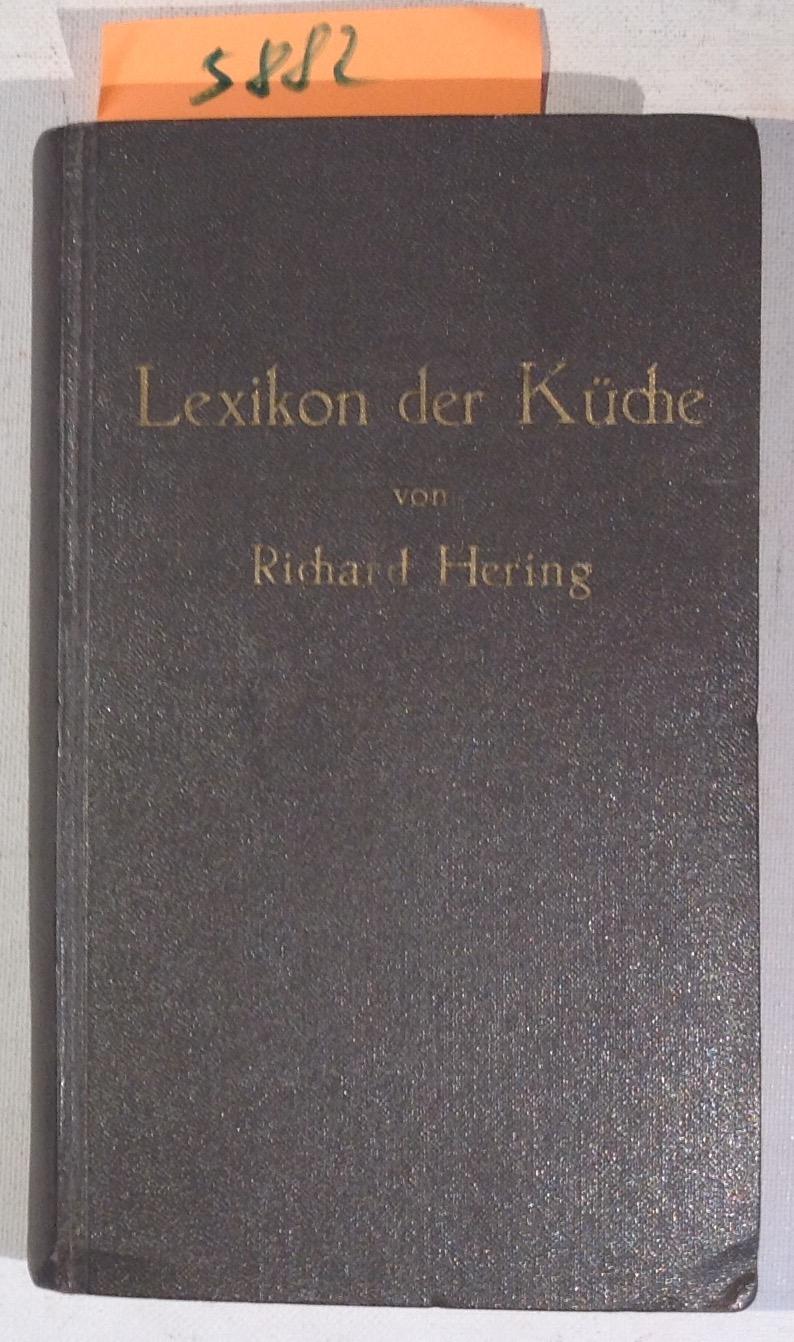 5882
Lexikon der Küche
von
Richard Hering